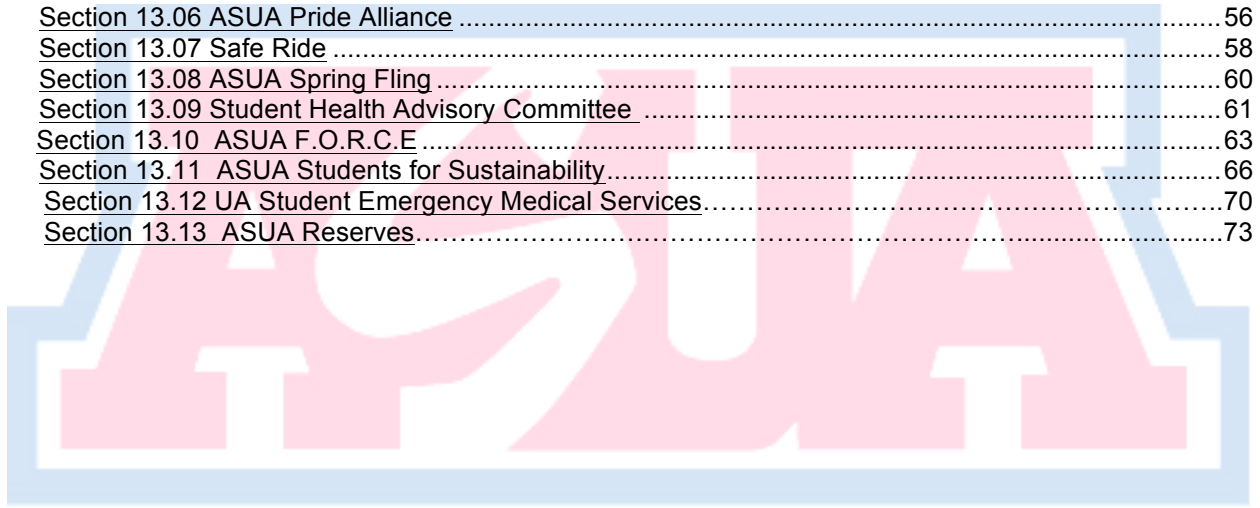 Section 13.06 ASUA Pride Alliance ........................................................................................................ 56
Section 13.07 Safe Ride ........................................................................................................................ 58
Section 13.08 ASUA Spring Fling .......................................................................................................... 60
Section 13.09 Student Health Advisory Committee ............................................................................... 61
Section 13.10 ASUA F.O.R.C.E ............................................................................................................. 63
Section 13.11 ASUA Students for Sustainability..................................................................................... 66
Section 13.12 UA Student Emergency Medical Services……………………………………………….70
Section 13.13 ASUA Reserves……………………………………………………….............................73
ASUA